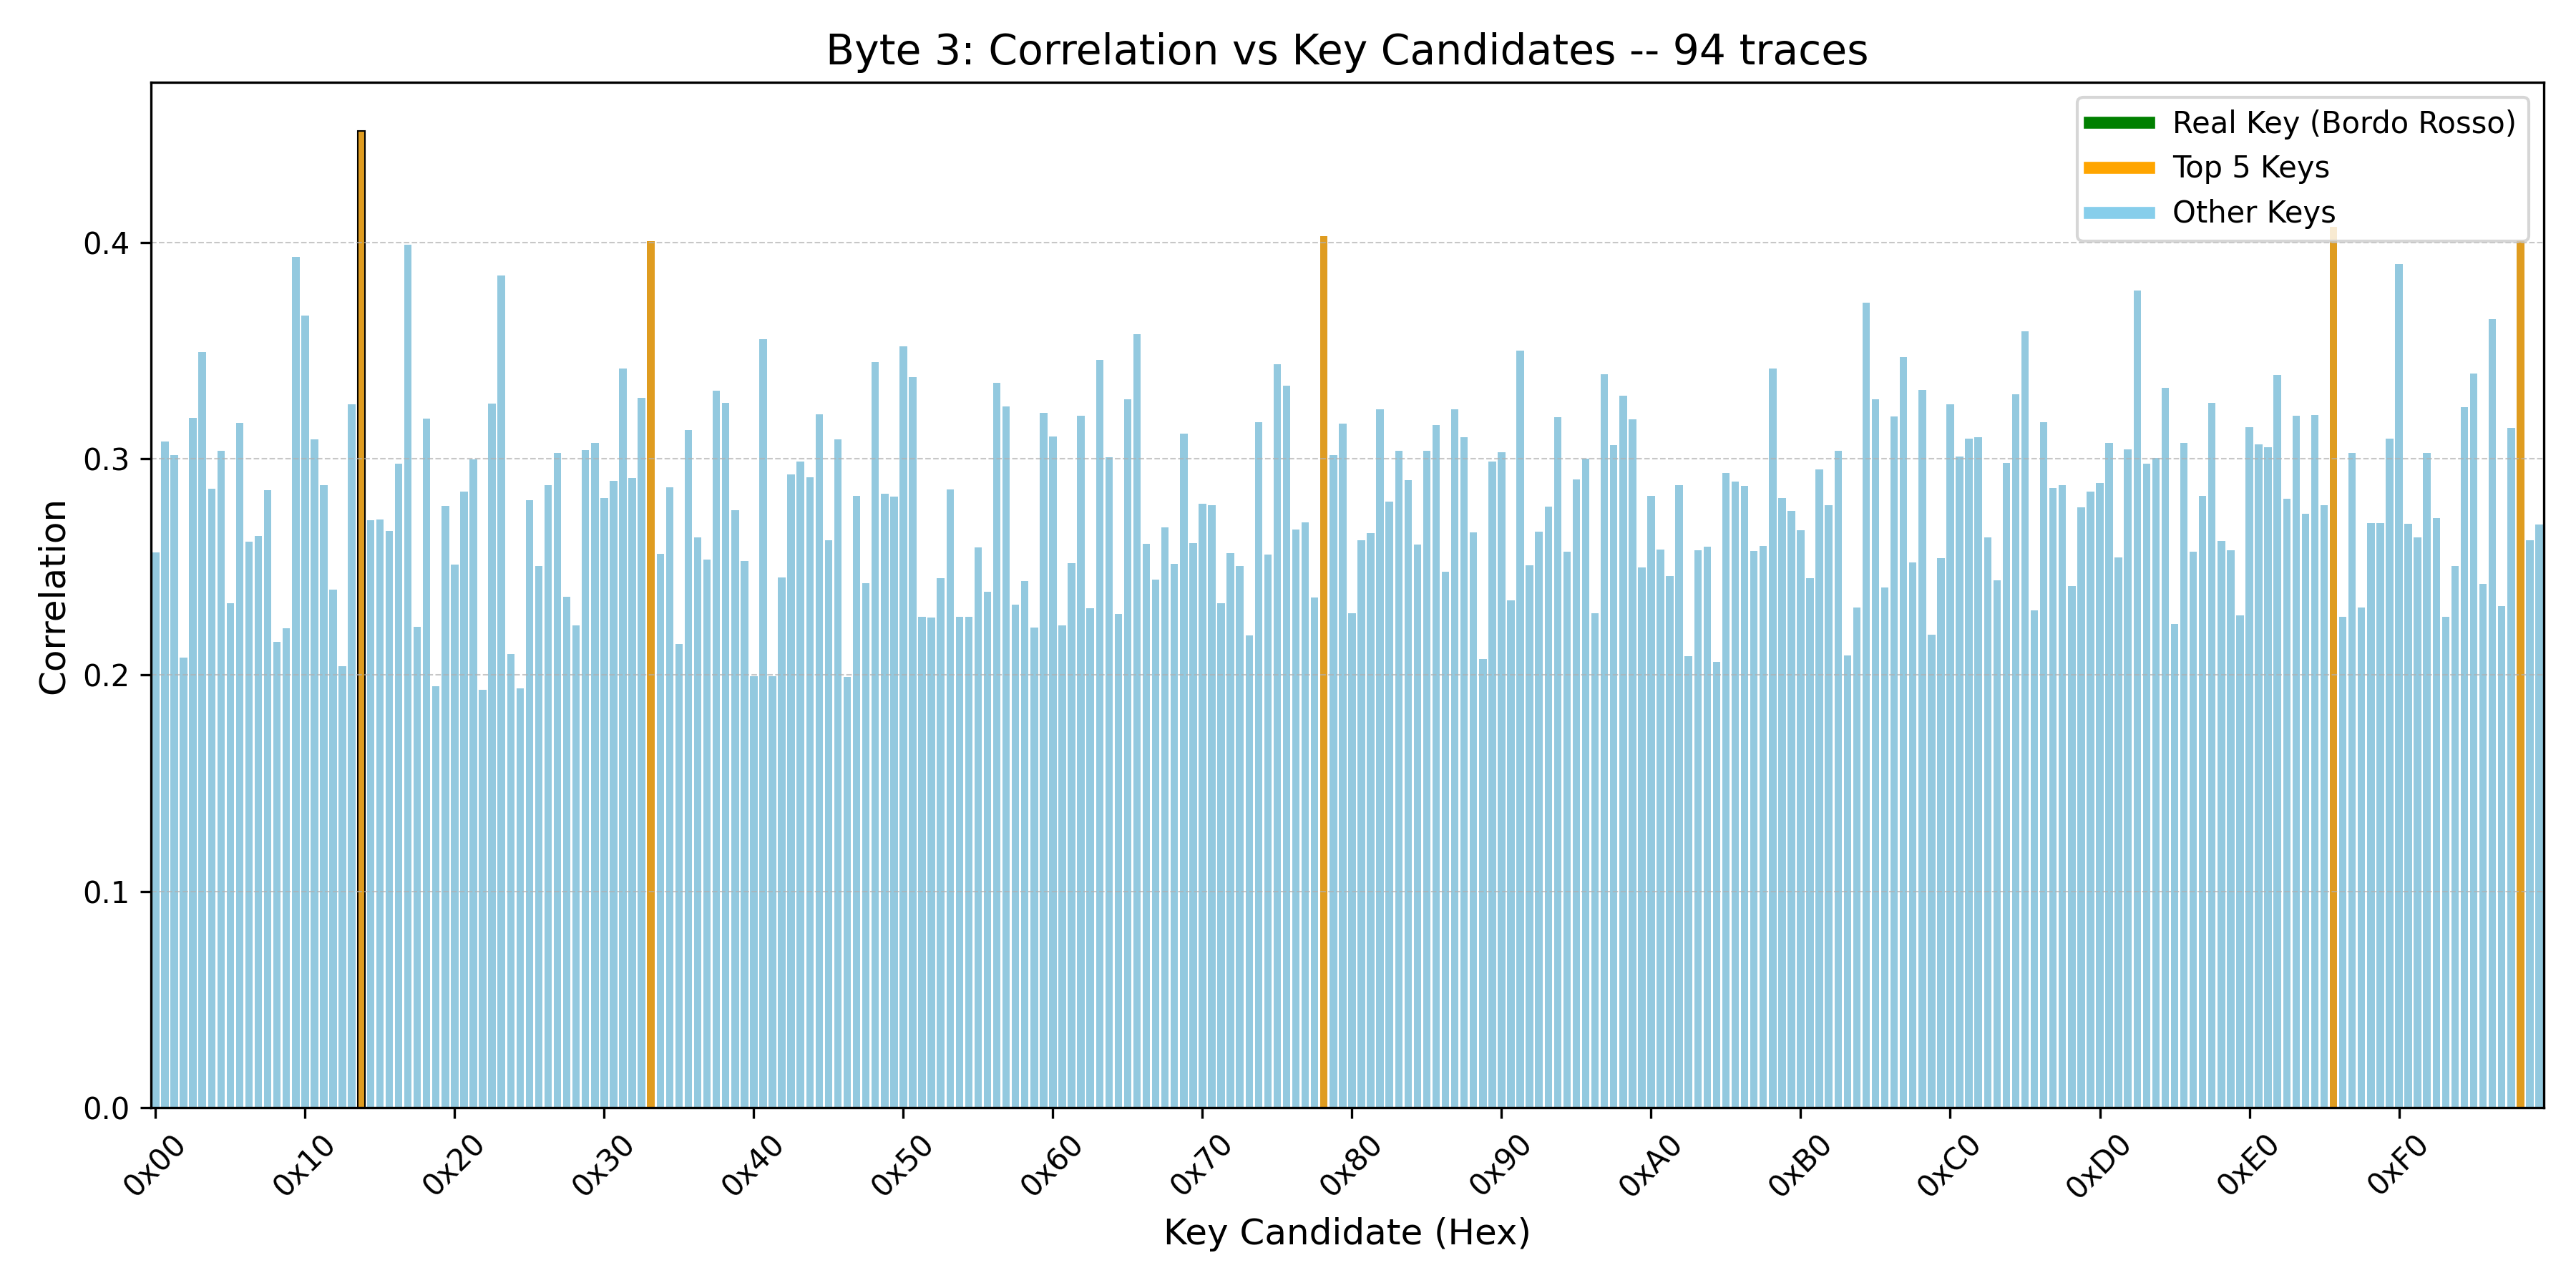 Byte 3: Correlation vs Key Candidates -- 94 traces
Real Key (Bordo Rosso)
Top 5 Keys
Other Keys
Correlation
0.4
0.3
0.2
0.1
0.0
0x00
0x10
0x20
0x30
0x40
0x50
0x60
0x70
0x80
0x90
0xA0
0xB0
0xC0
0xD0
0xE0
0xF0
Key Candidate (Hex)